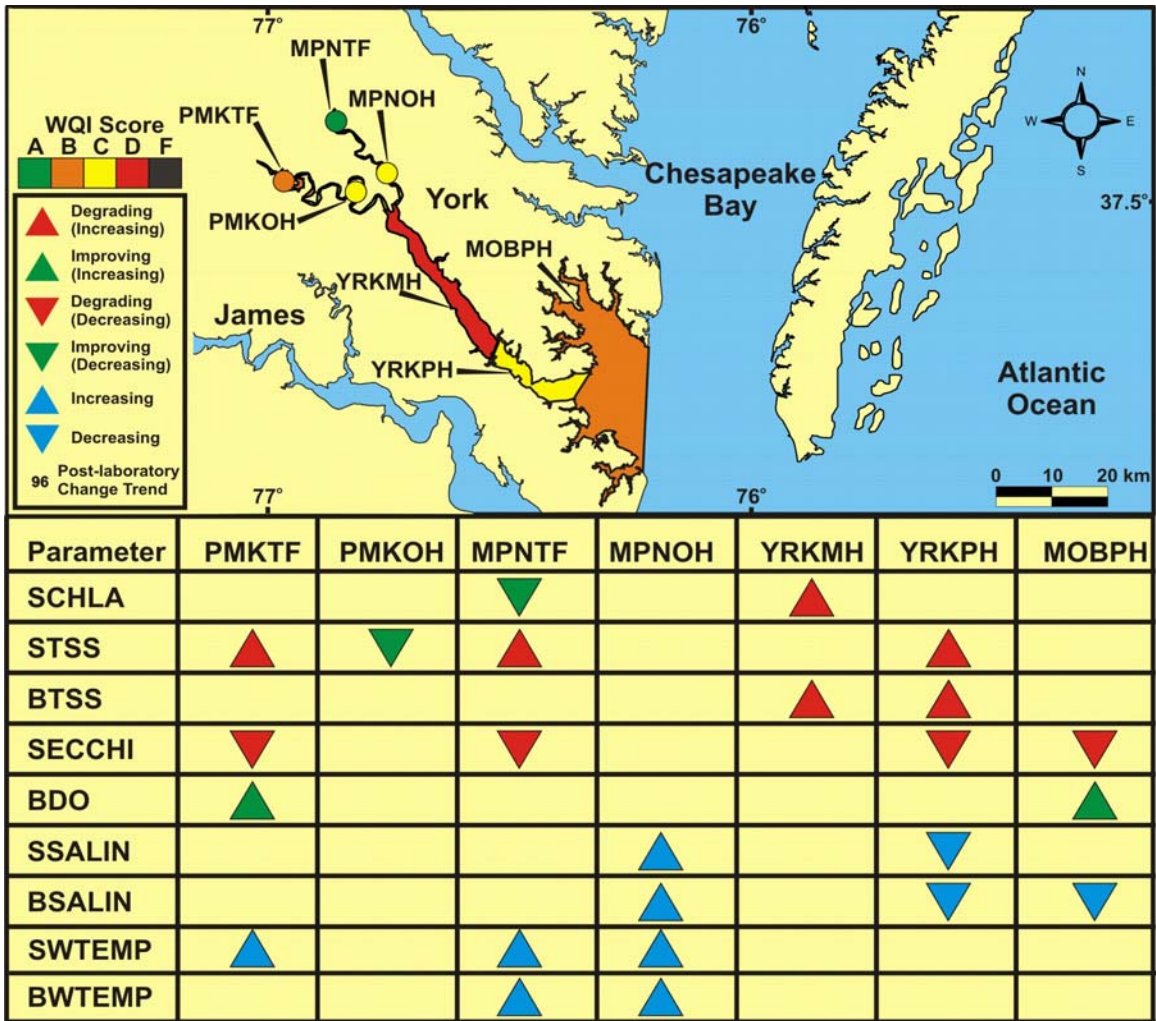 77°
76°
MPNTF
MPNOH
PMKTF
WQI Score
A B C D F
N
W E
S
Chesapeake
Bay
York
37.5°
PMKOH
MOBPH
YRKMH
James
YRKPH
Atlantic
Ocean
Degrading
(Increasing)
Improving
(Increasing)
Degrading
(Decreasing)
Improving
(Decreasing)
Increasing
Decreasing
96 Post-laboratory
Change Trend
0 10 20 km
77°
76°
Parameter PMKTF PMKOH MPNTF MPNOH YRKMH YRKPH MOBPH
SCHLA
STSS
BTSS
SECCHI
BDO
SSALIN
BSALIN
SWTEMP
BWTEMP